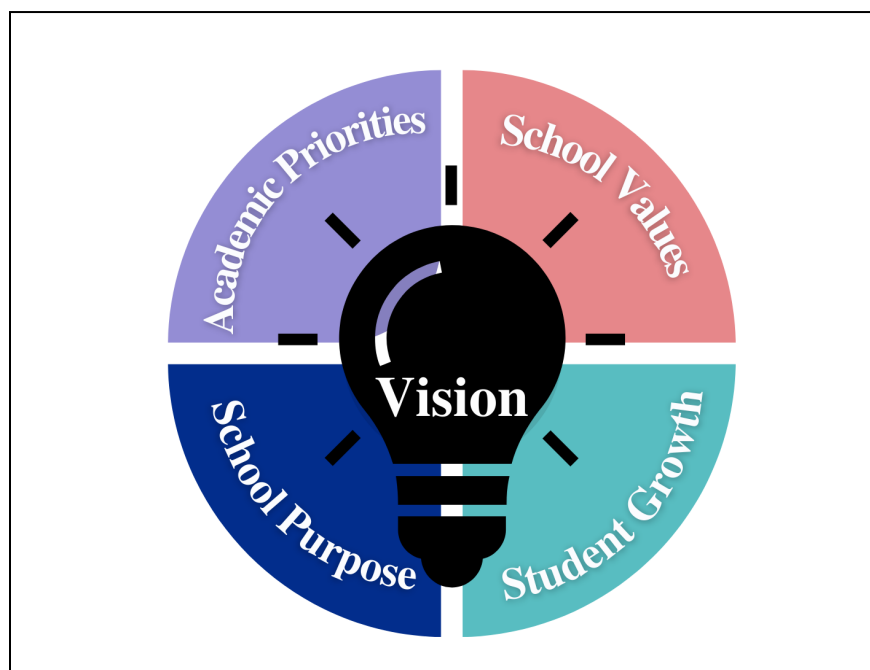 Academic Priorities
School Values
Vision
School Purpose
Student Growth